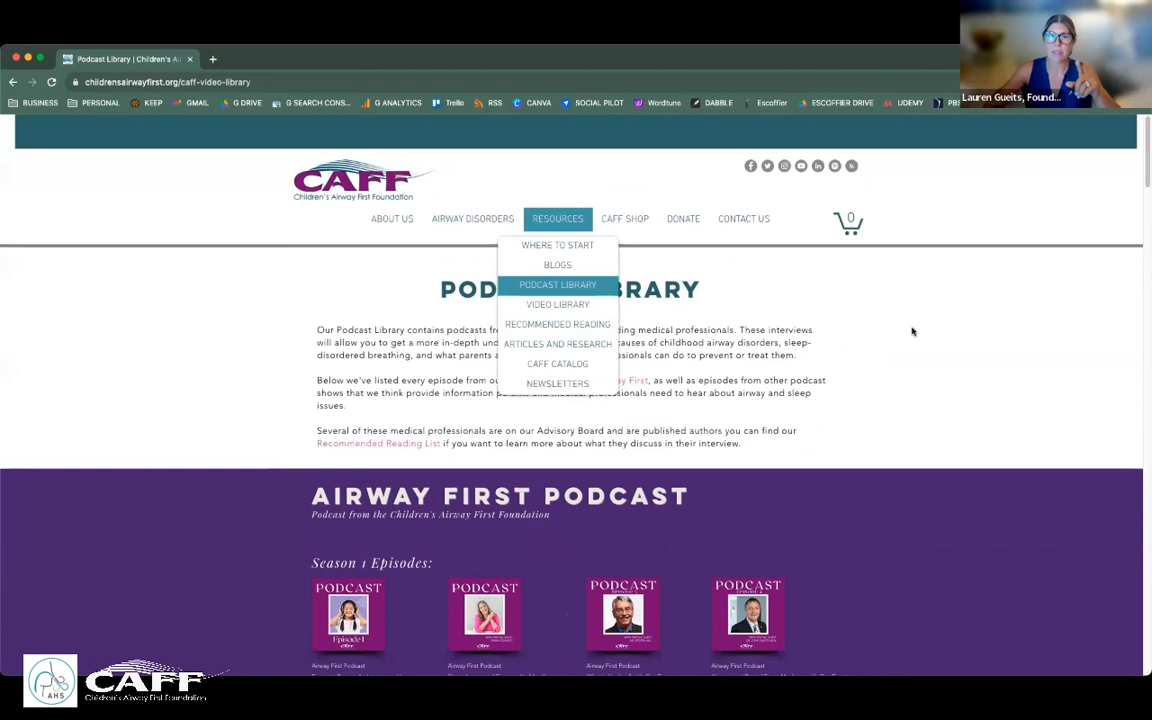 Podcast Library | Children's Ai
childrensairwayfirst.org/caff-video-library
BUSINESS PERSONAL KEEP GMAIL G DRIVE G SEARCH CONS... G ANALYTICS Trello RSS CANVA SOCIAL PILOT Wordtune DABBLE Escoffier ESCOFFIER DRIVE UDEMY
Lauren Gueits, Found...
CAFF
Children's Airway First Foundation
ABOUT US AIRWAY DISORDERS RESOURCES CAFF SHOP DONATE CONTACT US
0
WHERE TO START
BLOGS
PODCAST LIBRARY
VIDEO LIBRARY
RECOMMENDED READING
ARTICLES AND RESEARCH
CAFF CATALOG
NEWSLETTERS
POD BRARY
Our Podcast Library contains podcasts ding medical professionals. These interviews
will allow you to get a more in-depth causes of childhood airway disorders, sleep-
disordered breathing, and what parents can do to prevent or treat them.
Below we've listed every episode from ay First, as well as episodes from other podcast
shows that we think provide information need to hear about airway and sleep
issues.
Several of these medical professionals are on our Advisory Board and are published authors you can find our
Recommended Reading List if you want to learn more about what they discuss in their interview.
AIRWAY FIRST PODCAST
Podcast from the Children's Airway First Foundation
Season 1 Episodes:
PODCAST PODCAST PODCAST PODCAST
Episode 1
Airway First Podcast Airway First Podcast Airway First Podcast Airway First Podcast
AHS
CAFF
Children's Airway First Foundation